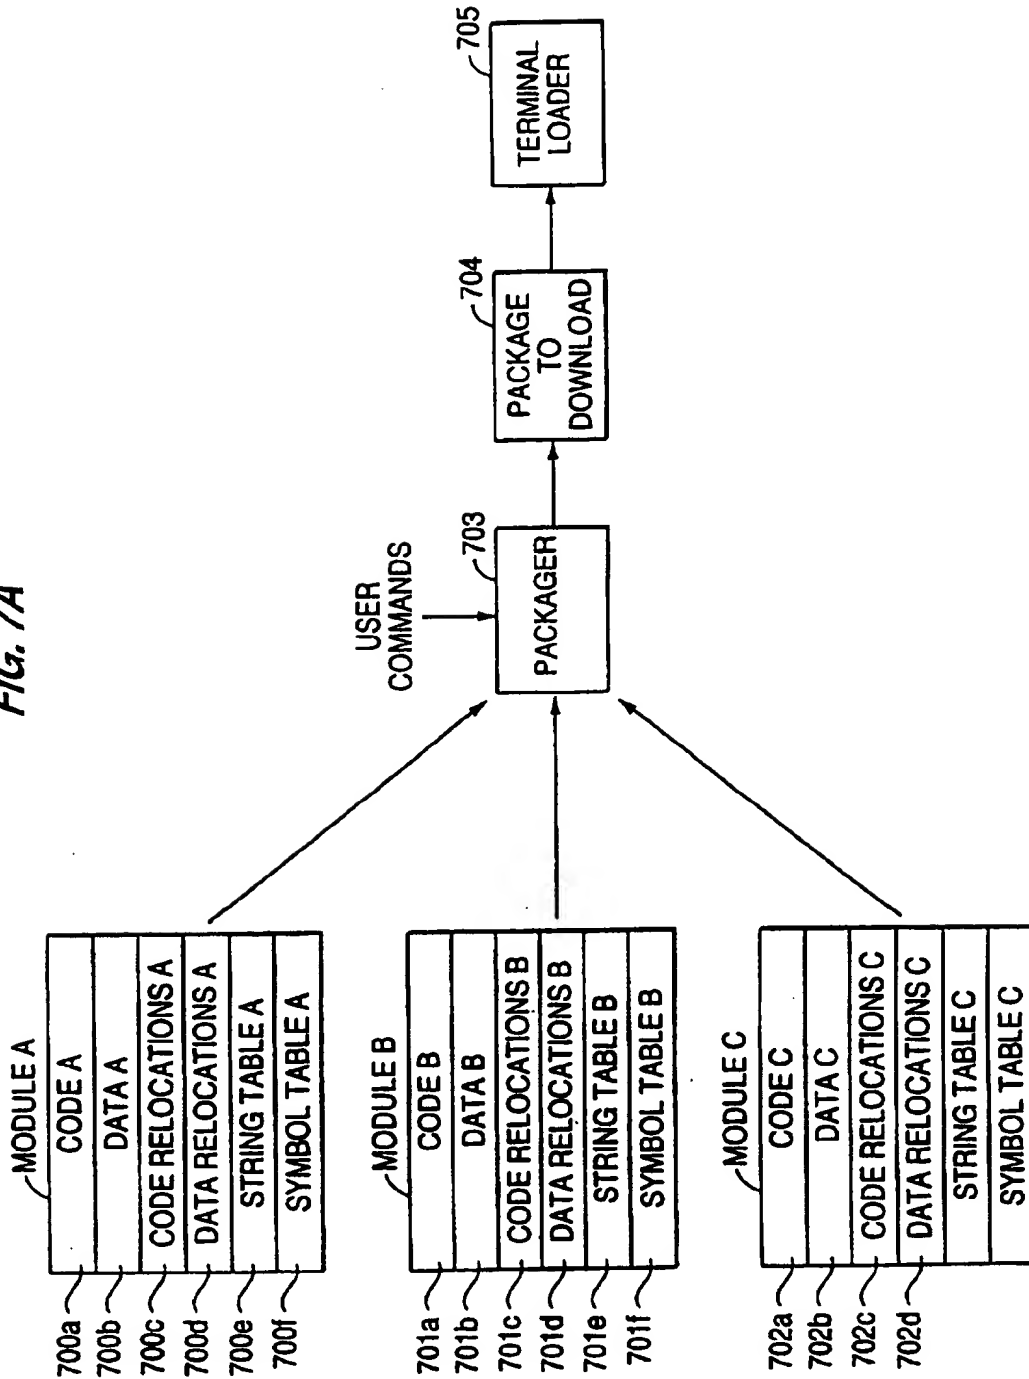 FIG. 7A
MODULE A
700a
CODE A
700b
DATA A
700c
CODE RELOCATIONS A
700d
DATA RELOCATIONS A
700e
STRING TABLE A
700f
SYMBOL TABLE A
MODULE B
701a
CODE B
701b
DATA B
701c
CODE RELOCATIONS B
701d
DATA RELOCATIONS B
701e
STRING TABLE B
701f
SYMBOL TABLE B
MODULE C
702a
CODE C
702b
DATA C
702c
CODE RELOCATIONS C
702d
DATA RELOCATIONS C
STRING TABLE C
SYMBOL TABLE C
USER
COMMANDS
703
PACKAGER
704
PACKAGE
TO
DOWNLOAD
705
TERMINAL
LOADER